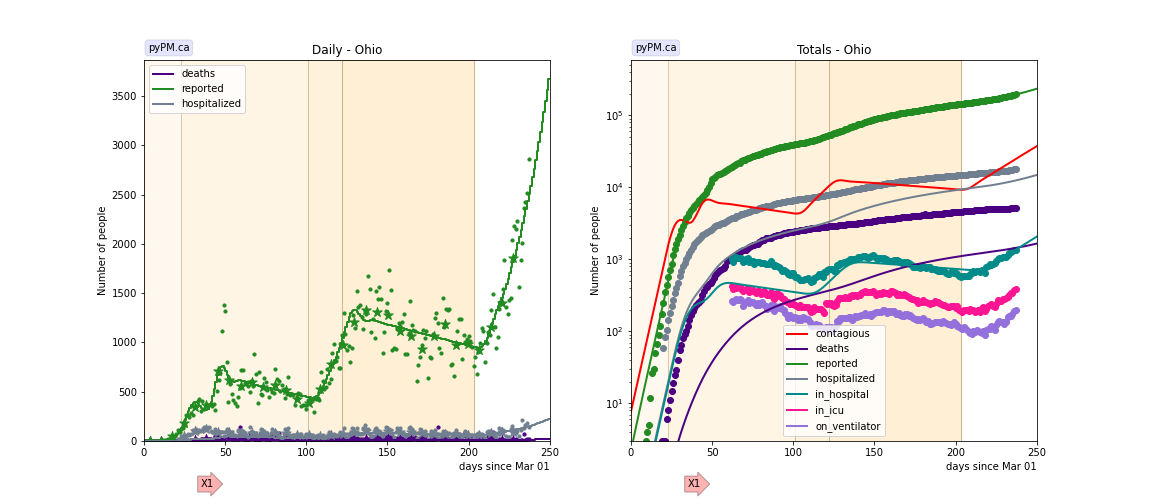 pyPM.ca
Daily - Ohio
deaths
reported
hospitalized
Number of people
3500
3000
2500
2000
1500
1000
500
0
0
50
100
150
200
250
days since Mar 01
X1
pyPM.ca
Totals - Ohio
Number of people
10^5
10^4
10^3
10^2
10^1
contagious
deaths
reported
hospitalized
in_hospital
in_icu
on_ventilator
0
50
100
150
200
250
days since Mar 01
X1